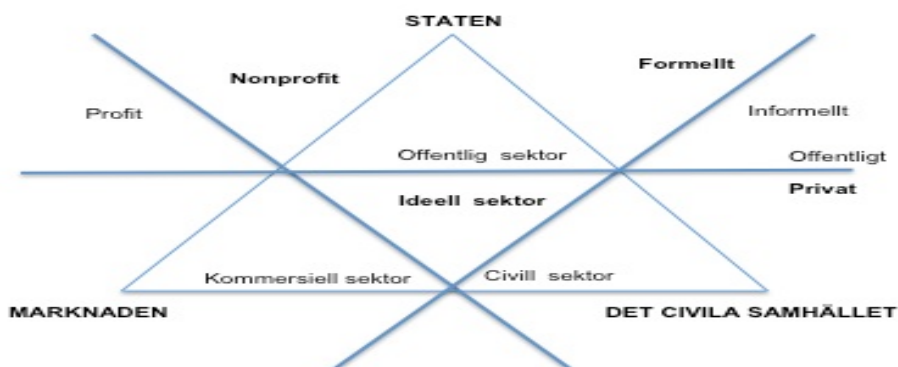 STATEN
Nonprofit
Formellt
Profit
Informellt
Offentlig sektor
Offentligt
Ideell sektor
Privat
Kommersiell sektor
Civill sektor
MARKNADEN
DET CIVILA SAMHÄLLET